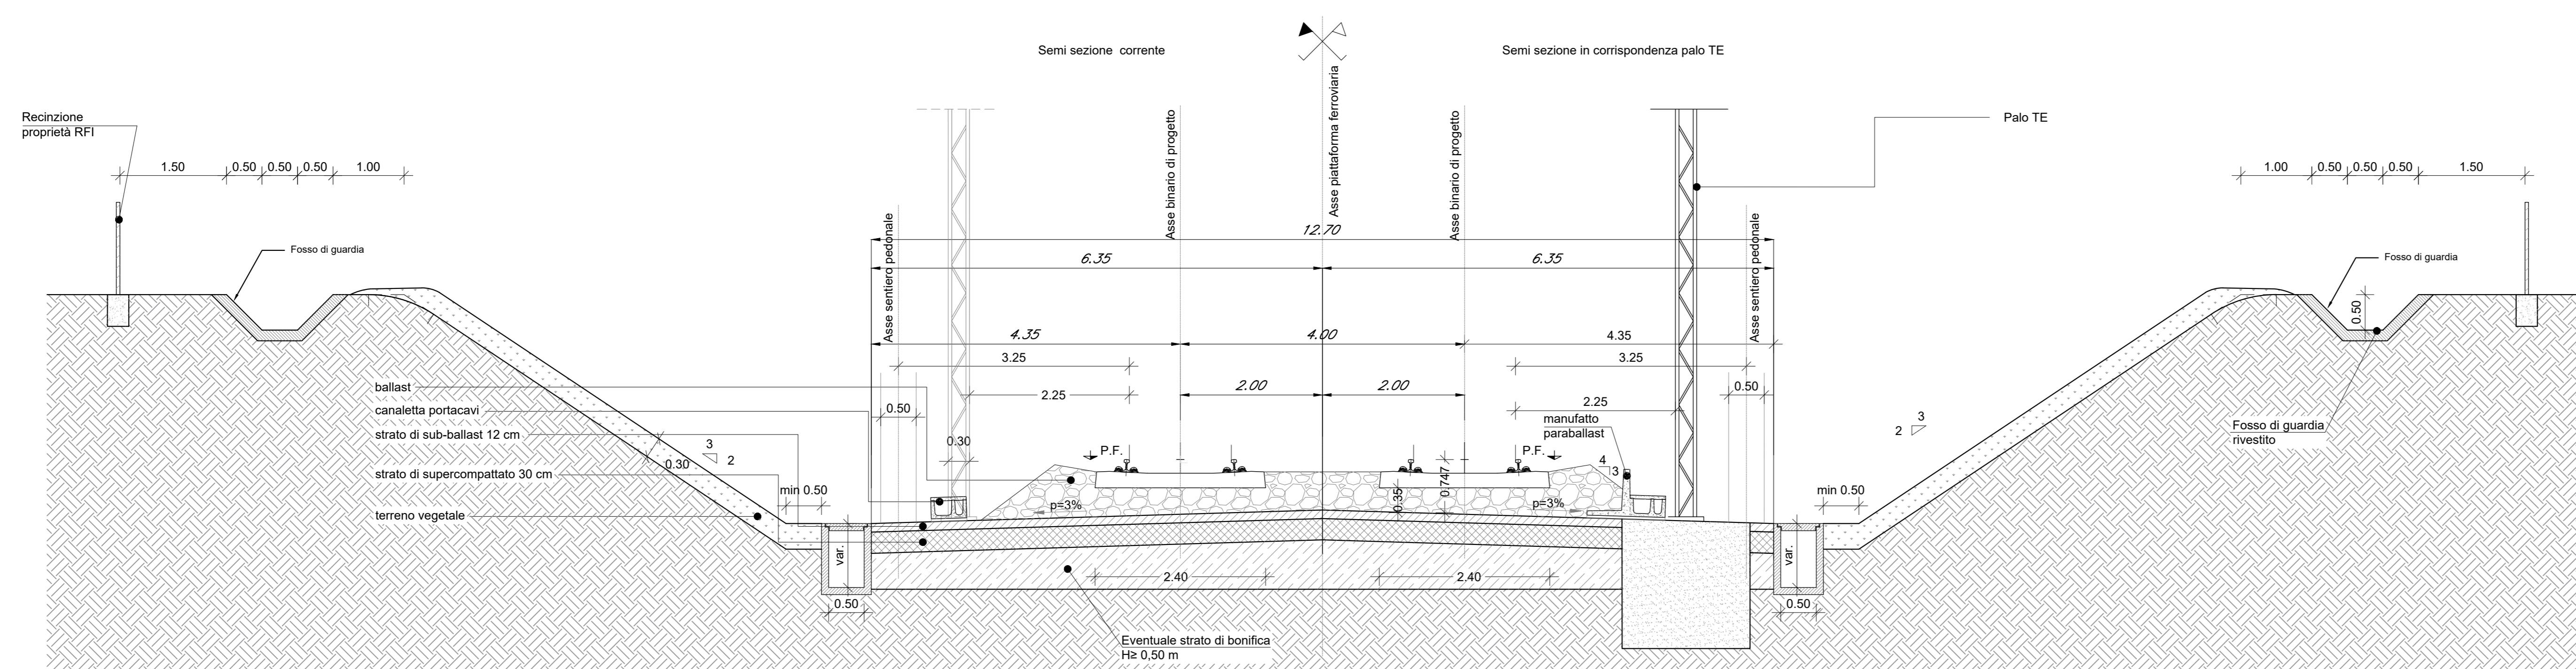 Semi sezione  corrente
Semi sezione in corrispondenza palo TE
Asse piattaforma ferroviaria
Recinzione
proprietà RFI
Palo TE
1.50
0.50
0.50
0.50
1.00
1.00
0.50
0.50
0.50
1.50
Asse binario di progetto
Asse binario di progetto
Asse sentiero pedonale
Asse sentiero pedonale
12.70
6.35
6.35
Fosso di guardia
Fosso di guardia
0.50
4.35
4.00
4.35
3.25
3.25
2.25
2.00
2.00
2.25
0.50
0.50
ballast
canaletta portacavi
strato di sub-ballast 12 cm
strato di supercompattato 30 cm
terreno vegetale
manufatto
paraballast
Fosso di guardia
rivestito
0.30
3
2
0.30
P.F.
P.F.
4
3
3
2
0.747
0.35
p=3%
p=3%
min 0.50
min 0.50
var.
var.
2.40
2.40
0.50
0.50
Eventuale strato di bonifica
H≥ 0,50 m